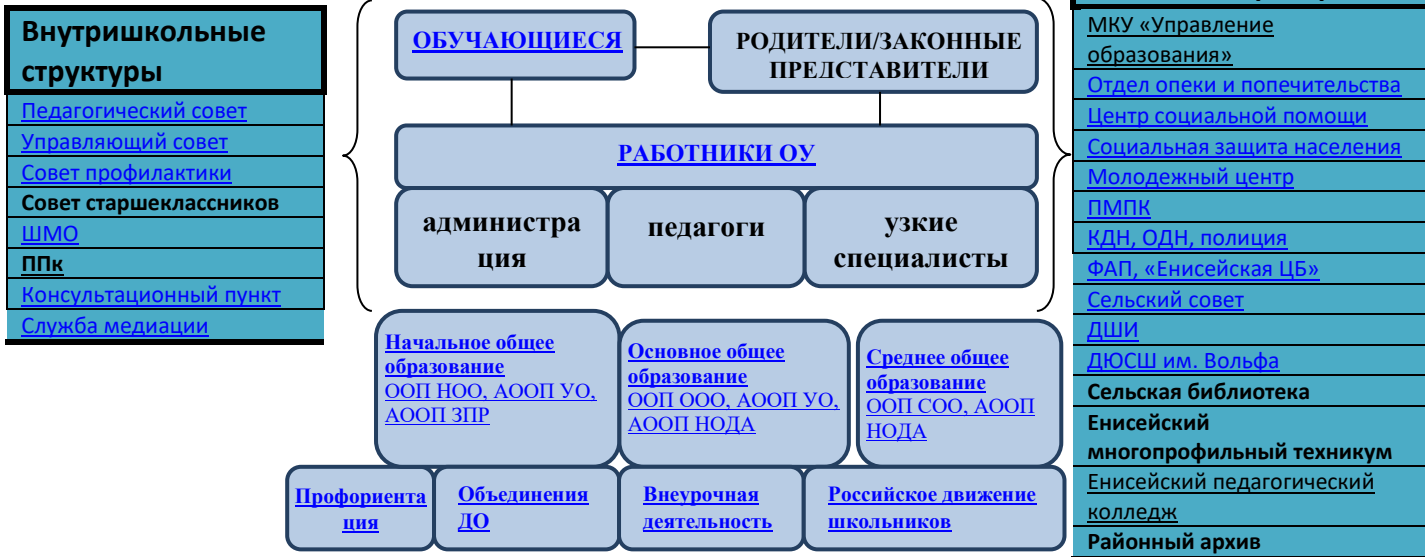 Внутришкольные
структуры
Педагогический совет
Управляющий совет
Совет профилактики
Совет старшеклассников
ШМО
ППк
Консультационный пункт
Служба медиации
ОБУЧАЮЩИЕСЯ
РОДИТЕЛИ/ЗАКОННЫЕ
ПРЕДСТАВИТЕЛИ
РАБОТНИКИ ОУ
администра
ция
педагоги
узкие
специалисты
Начальное общее
образование
ООП НОО, АООП УО,
АООП ЗПР
Основное общее
образование
ООП ООО, АООП УО,
АООП НОДА
Среднее общее
образование
ООП СОО, АООП
НОДА
Профориента
ция
Объединения
ДО
Внеурочная
деятельность
Российское движение
школьников
МКУ «Управление
образования»
Отдел опеки и попечительства
Центр социальной помощи
Социальная защита населения
Молодежный центр
ПМПК
КДН, ОДН, полиция
ФАП, «Енисейская ЦБ»
Сельский совет
ДШИ
ДЮСШ им. Вольфа
Сельская библиотека
Енисейский
многопрофильный техникум
Енисейский педагогический
колледж
Районный архив